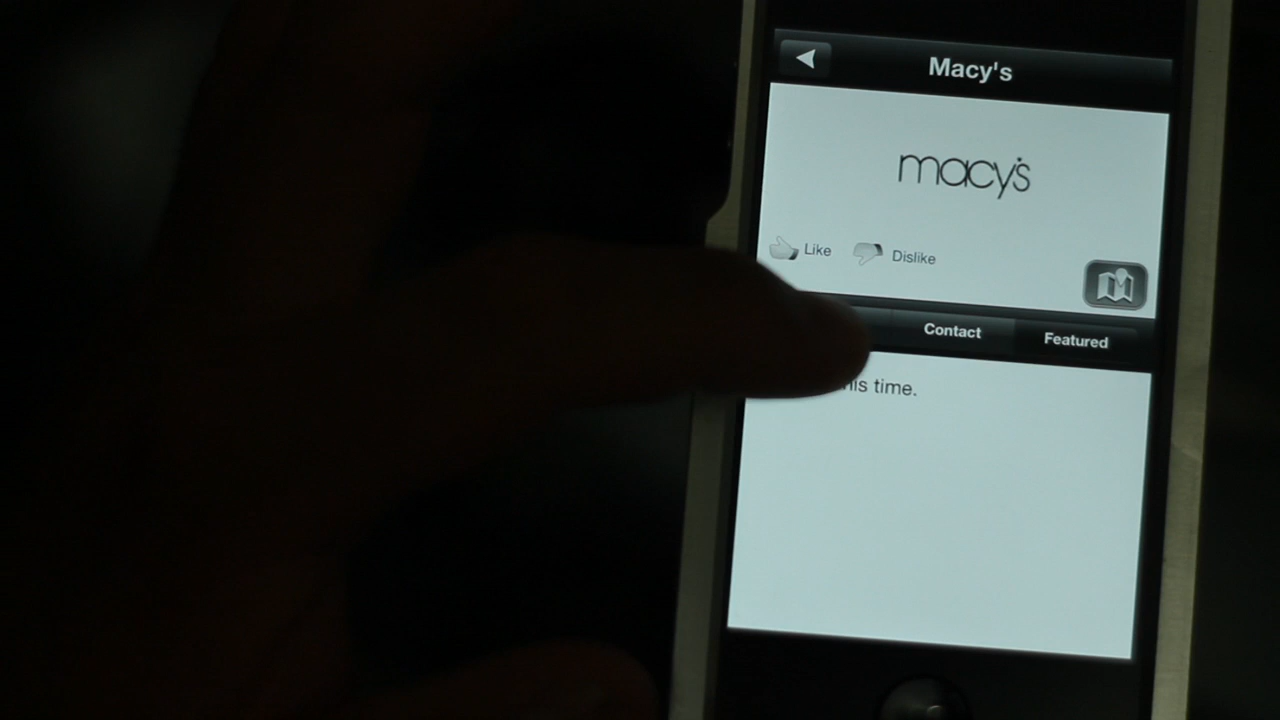 Macy's
macy's
Like Dislike
Contact Featured
time.